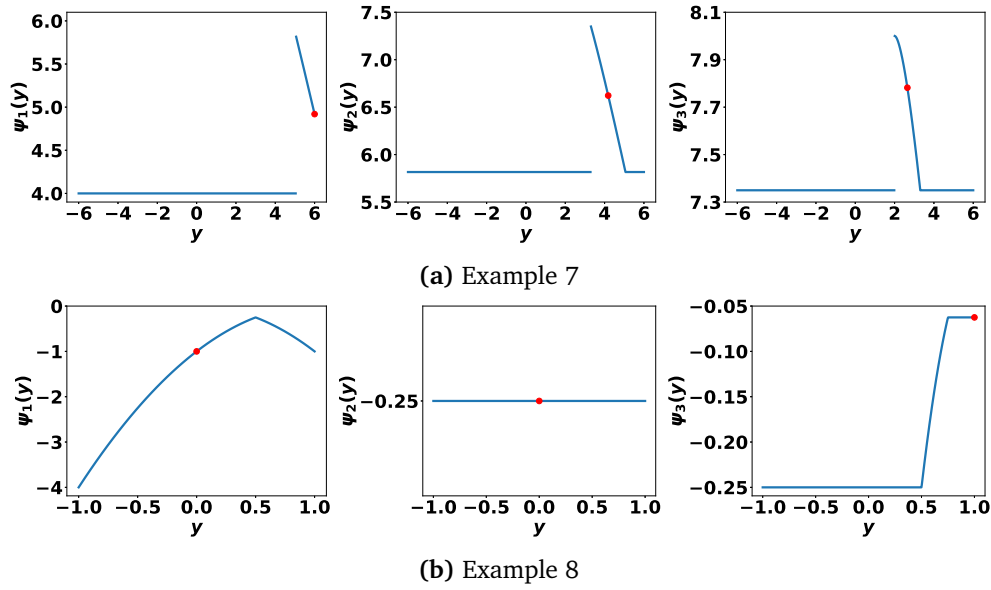 6.0
5.5
5.0
4.5
4.0
−6 −4 −2 0 2 4 6
y
ψ₁(y)
7.5
7.0
6.5
6.0
5.5
−6 −4 −2 0 2 4 6
y
ψ₂(y)
8.1
7.9
7.7
7.5
7.3
−6 −4 −2 0 2 4 6
y
ψ₃(y)
(a) Example 7
0
−1
−2
−3
−4
−1.0 −0.5 0.0 0.5 1.0
y
ψ₁(y)
−0.25
−1.0 −0.5 0.0 0.5 1.0
y
ψ₂(y)
−0.05
−0.10
−0.15
−0.20
−0.25
−1.0 −0.5 0.0 0.5 1.0
y
ψ₃(y)
(b) Example 8